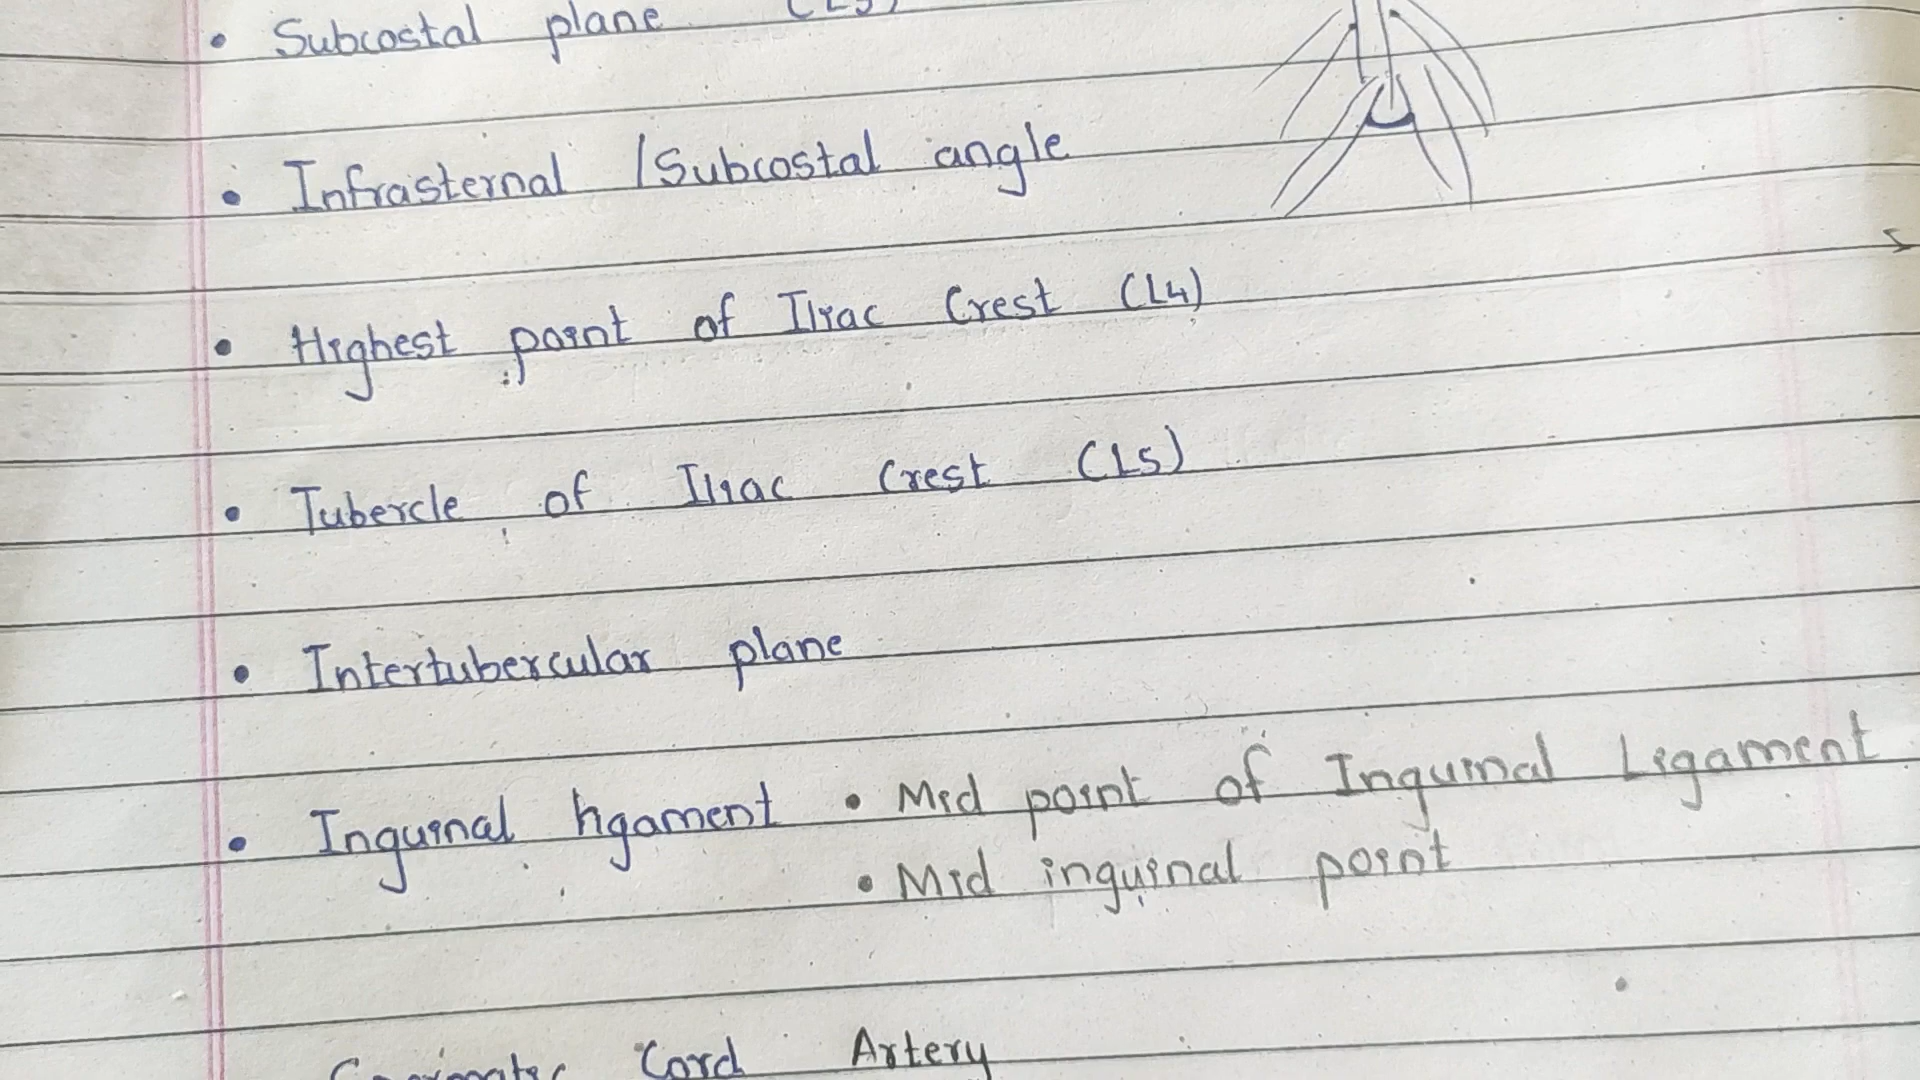 • Subcostal plane (L3)
• Infrasternal /Subcostal angle
• Highest point of Iliac Crest (L4)
• Tubercle of Iliac Crest (L5)
• Intertubercular plane
• Inguinal ligament • Mid point of Inguinal Ligament
• Mid inguinal point
Cord Artery